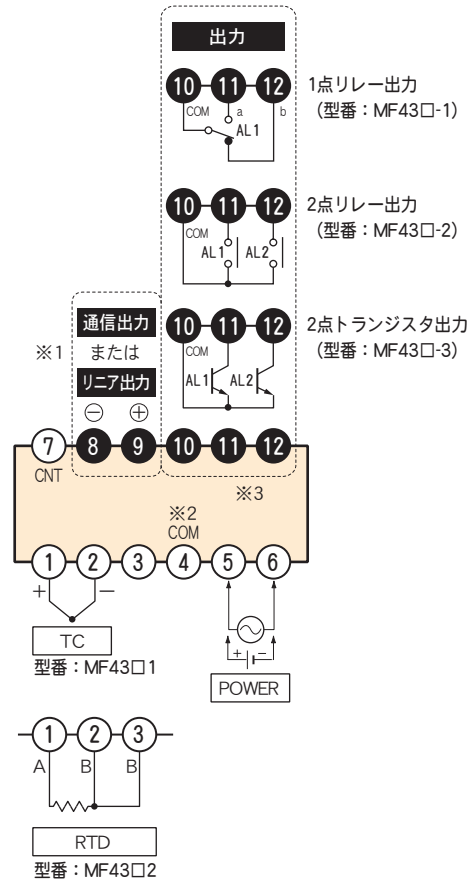 出力
10 11 12
COM a b
AL1
1点リレー出力
(型番:MF43□-1)
10 11 12
COM
AL1 AL2
2点リレー出力
(型番:MF43□-2)
10 11 12
COM
AL1 AL2
2点トランジスタ出力
(型番:MF43□-3)
※1
通信出力
または
リニア出力
⊖ ⊕
7 8 9 10 11 12
CNT
※3
※2
COM
1 2 3 4 5 6
+ −
TC
型番:MF43□1
+ −
POWER
1 2 3
A B B
RTD
型番:MF43□2